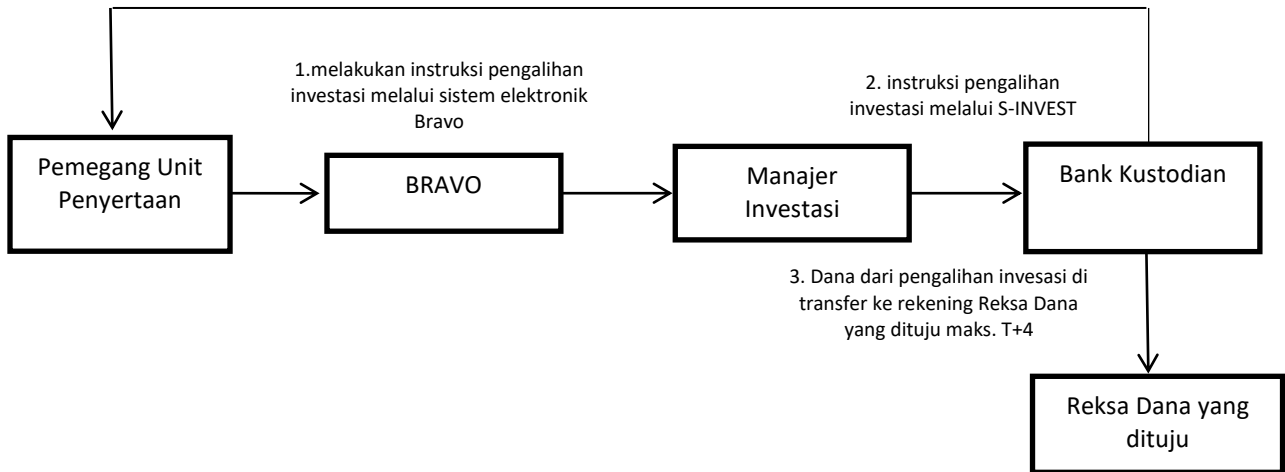 1.melakukan instruksi pengalihan
investasi melalui sistem elektronik
Bravo
2. instruksi pengalihan
investasi melalui S-INVEST
Pemegang Unit
Penyertaan
BRAVO
Manajer
Investasi
Bank Kustodian
3. Dana dari pengalihan invesasi di
transfer ke rekening Reksa Dana
yang dituju maks. T+4
Reksa Dana yang
dituju